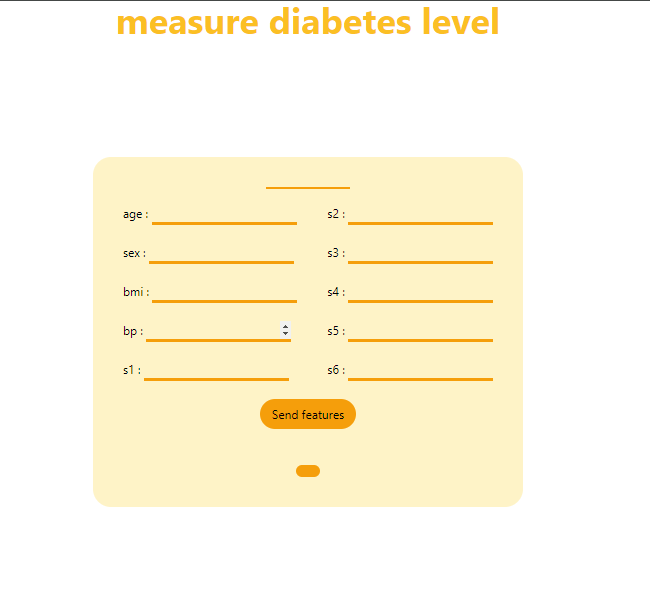 measure diabetes level
age :
s2 :
sex :
s3 :
bmi :
s4 :
bp :
s5 :
s1 :
s6 :
Send features